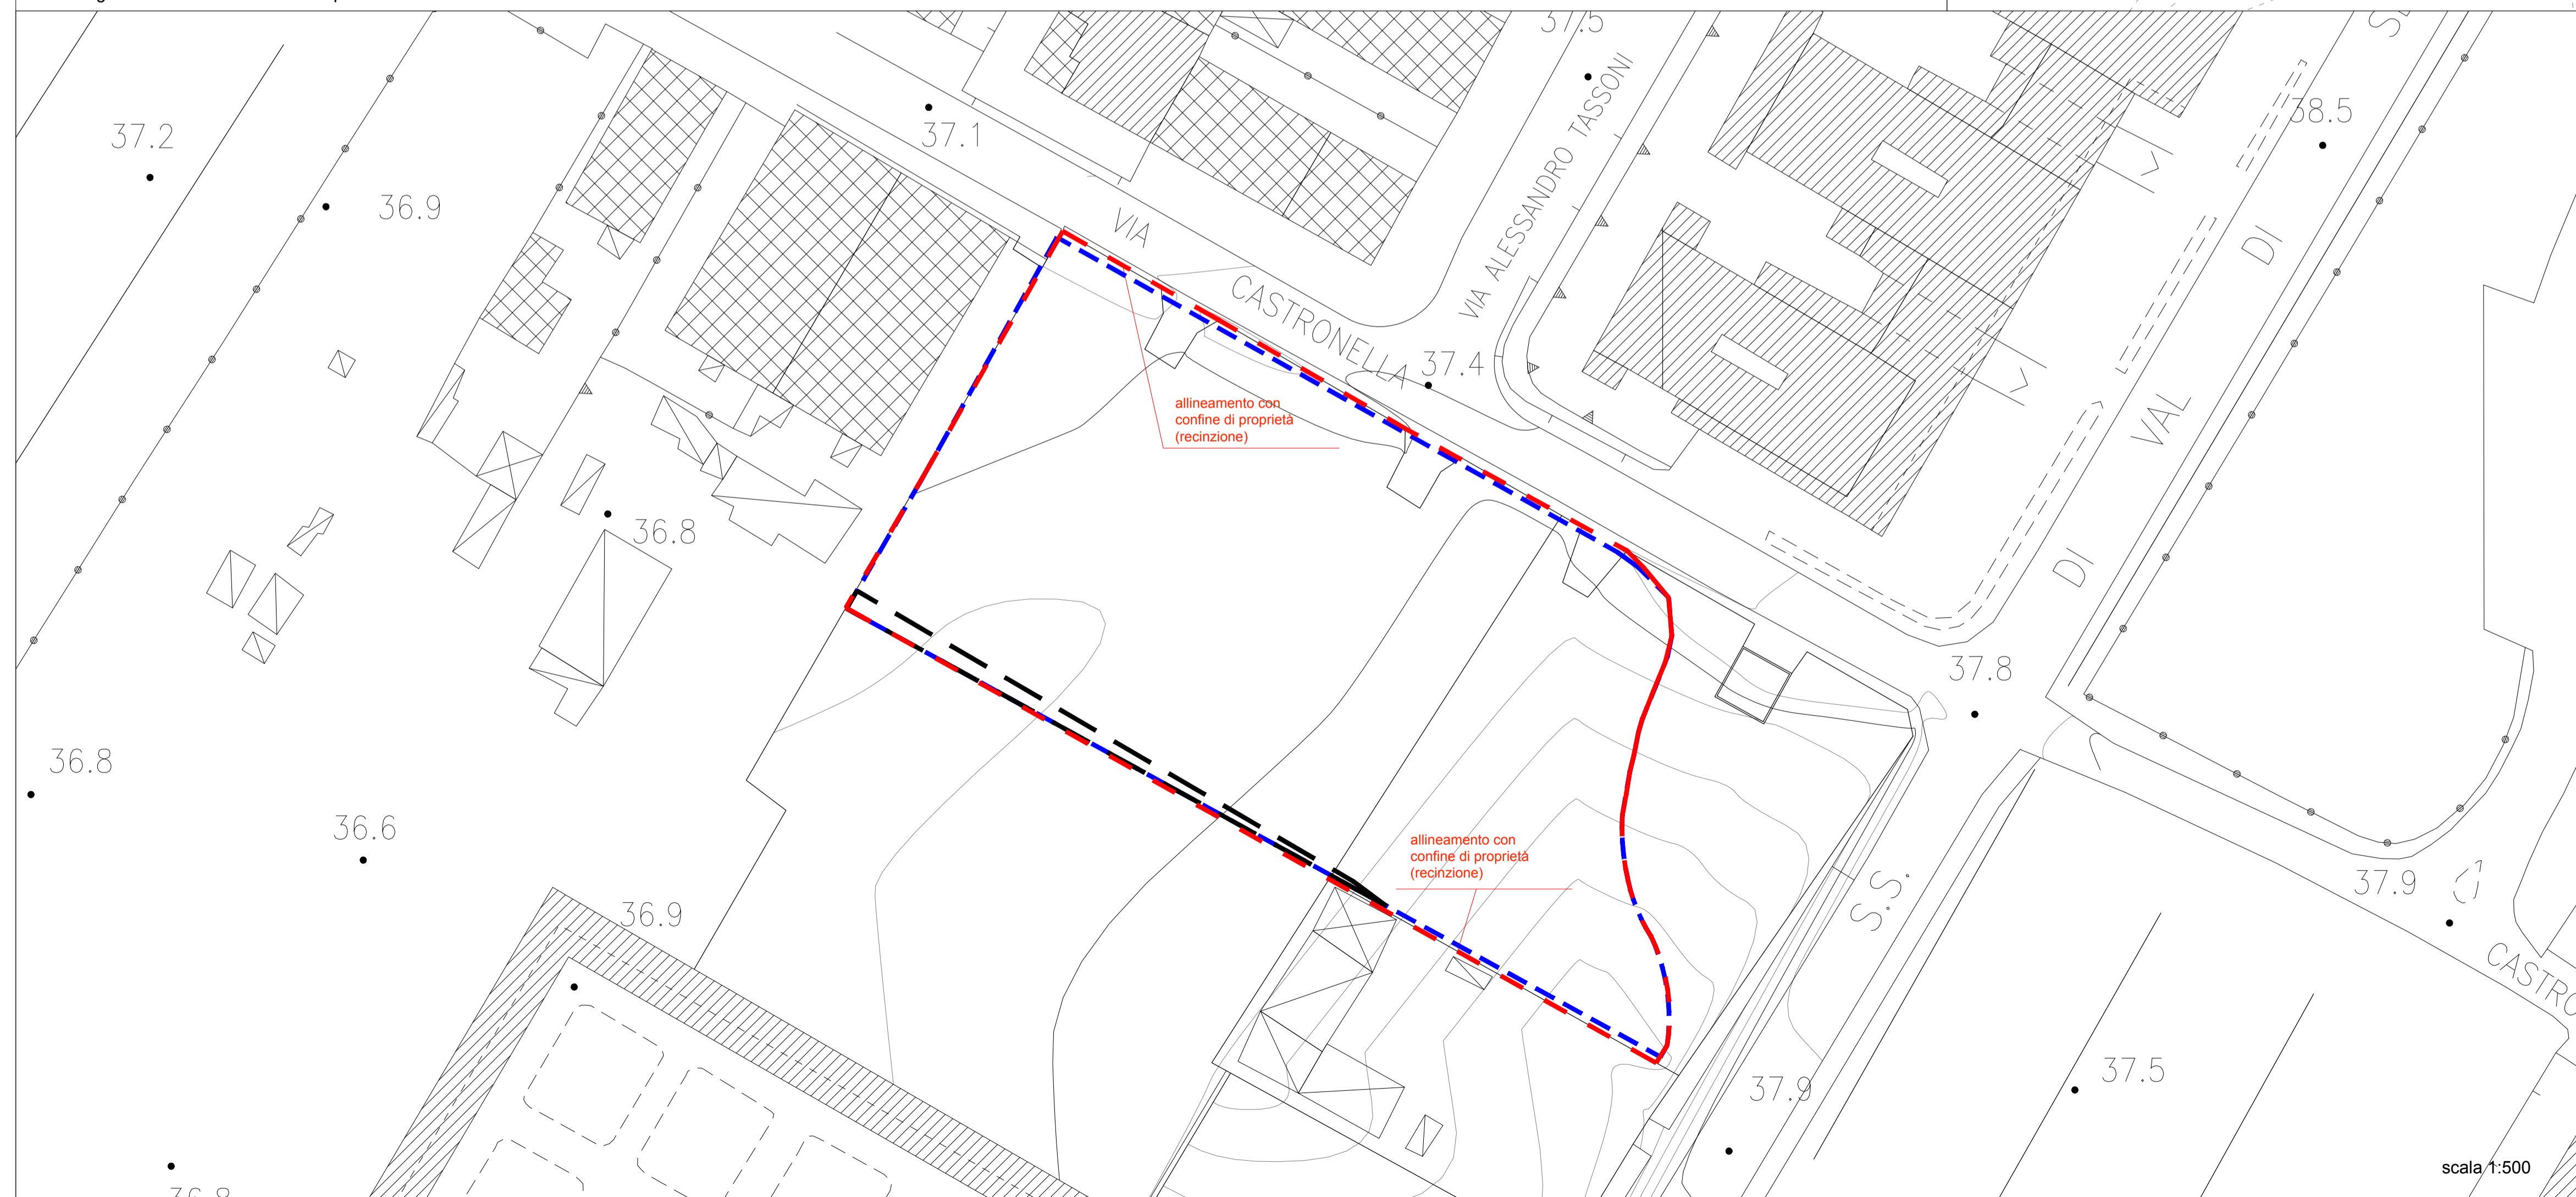 37.5
38.5
37.2
37.1
36.9
VIA
VIA ALESSANDRO TASSONI
DI
CASTRONELLA
37.4
allineamento con
confine di proprietà
(recinzione)
VAL
36.8
DI
37.8
36.8
36.6
allineamento con
confine di proprietà
(recinzione)
37.9
S.S.
36.9
37.5
37.9
scala 1:500